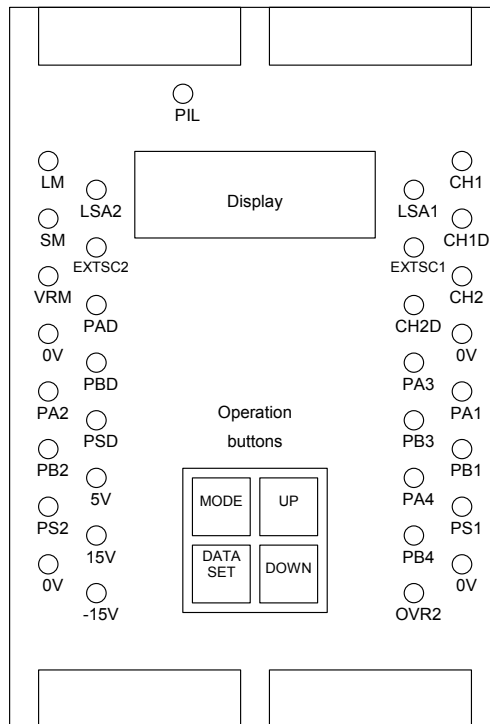 PIL
LM
Display
CH1
LSA2
LSA1
SM
CH1D
EXTSC2
EXTSC1
VRM
CH2
PAD
CH2D
0V
0V
PBD
PA3
PA2
Operation
PA1
PSD
buttons
PB3
PB2
PB1
5V
MODE
UP
PA4
PS2
PS1
15V
DATA
SET
DOWN
PB4
0V
0V
-15V
OVR2